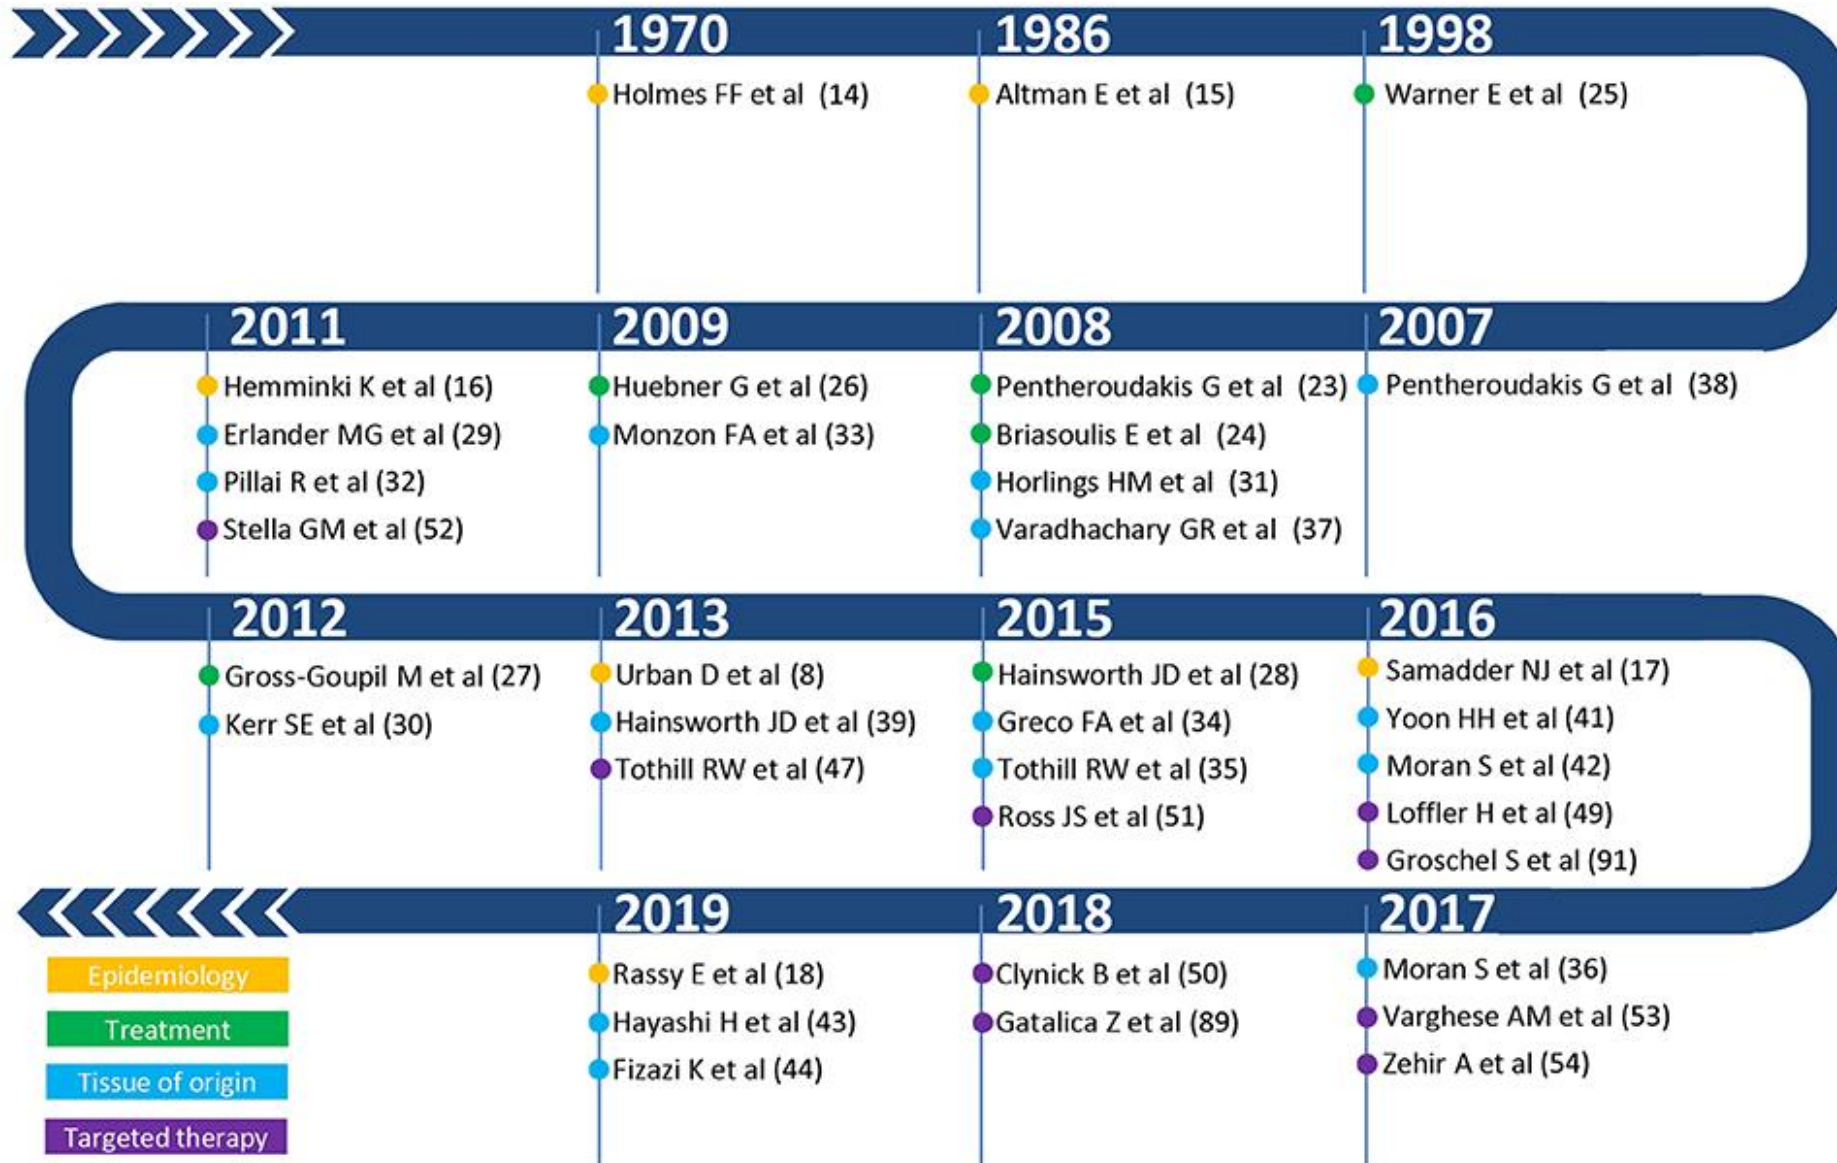 1970
Holmes FF et al (14)
1986
Altman E et al (15)
1998
Warner E et al (25)
2007
Pentheroudakis G et al (38)
2008
Pentheroudakis G et al (23)
Briasoulis E et al (24)
Horlings HM et al (31)
Varadhachary GR et al (37)
2009
Huebner G et al (26)
Monzon FA et al (33)
2011
Hemminki K et al (16)
Erlander MG et al (29)
Pillai R et al (32)
Stella GM et al (52)
2012
Gross-Goupil M et al (27)
Kerr SE et al (30)
2013
Urban D et al (8)
Hainsworth JD et al (39)
Tothill RW et al (47)
2015
Hainsworth JD et al (28)
Greco FA et al (34)
Tothill RW et al (35)
Ross JS et al (51)
2016
Samadder NJ et al (17)
Yoon HH et al (41)
Moran S et al (42)
Loffler H et al (49)
Groschel S et al (91)
2017
Moran S et al (36)
Varghese AM et al (53)
Zehir A et al (54)
2018
Clynick B et al (50)
Gatalica Z et al (89)
2019
Rassy E et al (18)
Hayashi H et al (43)
Fizazi K et al (44)
Epidemiology
Treatment
Tissue of origin
Targeted therapy